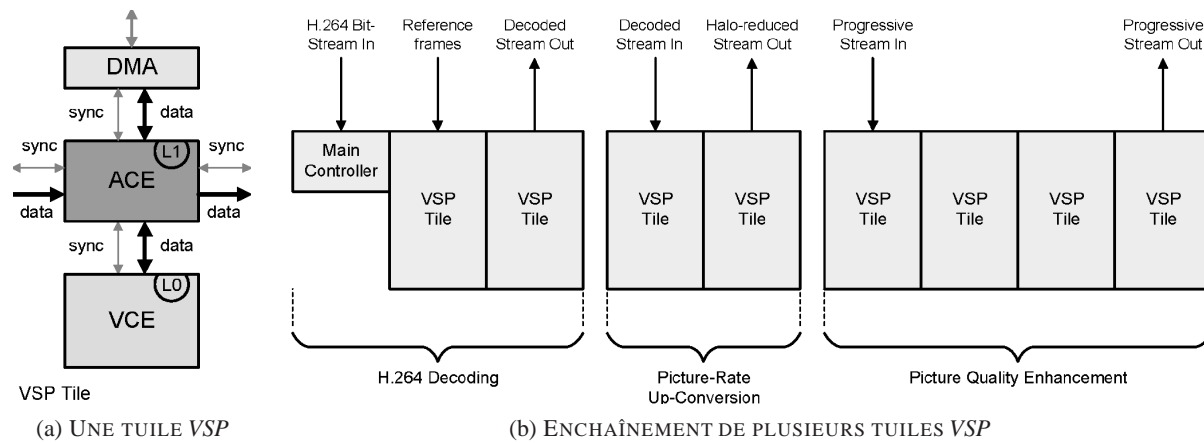 DMA
sync
data
L1
sync
sync
ACE
data
data
sync
data
L0
VCE
VSP Tile
(a) UNE TUILE VSP
H.264 Bit-
Stream In
Reference
frames
Decoded
Stream Out
Decoded
Stream In
Halo-reduced
Stream Out
Progressive
Stream In
Progressive
Stream Out
Main
Controller
VSP
Tile
VSP
Tile
VSP
Tile
VSP
Tile
VSP
Tile
VSP
Tile
VSP
Tile
VSP
Tile
H.264 Decoding
Picture-Rate
Up-Conversion
Picture Quality Enhancement
(b) ENCHAÎNEMENT DE PLUSIEURS TUILES VSP